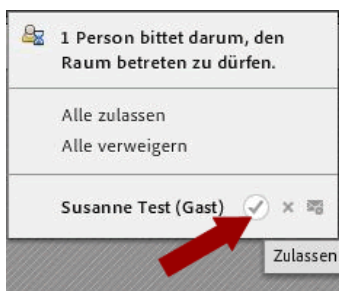 1 Person bittet darum, den
Raum betreten zu dürfen.
Alle zulassen
Alle verweigern
Susanne Test (Gast)
Zulassen